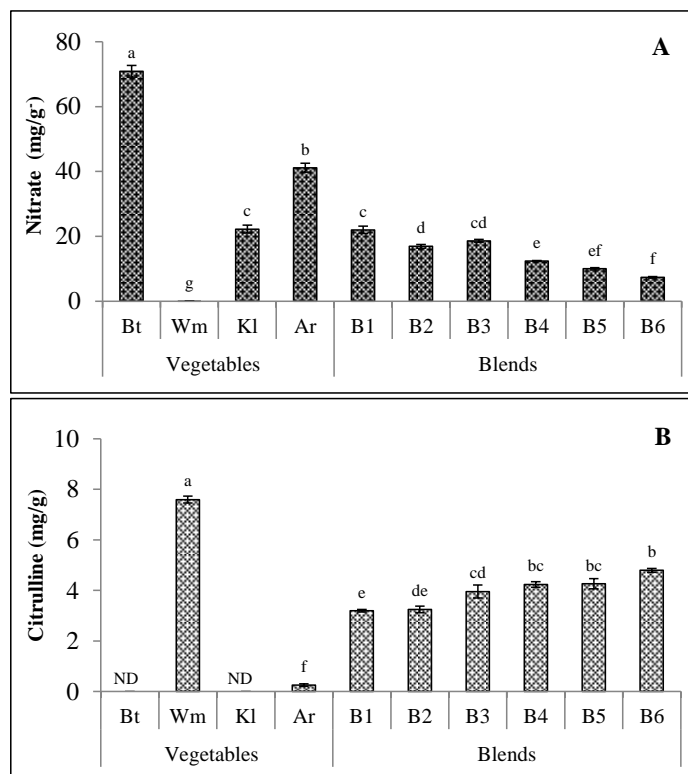 A
Nitrate (mg/g-)
80
60
40
20
0
a
g
c
b
c
d
cd
e
ef
f
Bt Wm Kl Ar B1 B2 B3 B4 B5 B6
Vegetables Blends
B
Citrulline (mg/g)
10
8
6
4
2
0
ND
a
ND
f
e
de
cd
bc
bc
b
Bt Wm Kl Ar B1 B2 B3 B4 B5 B6
Vegetables Blends